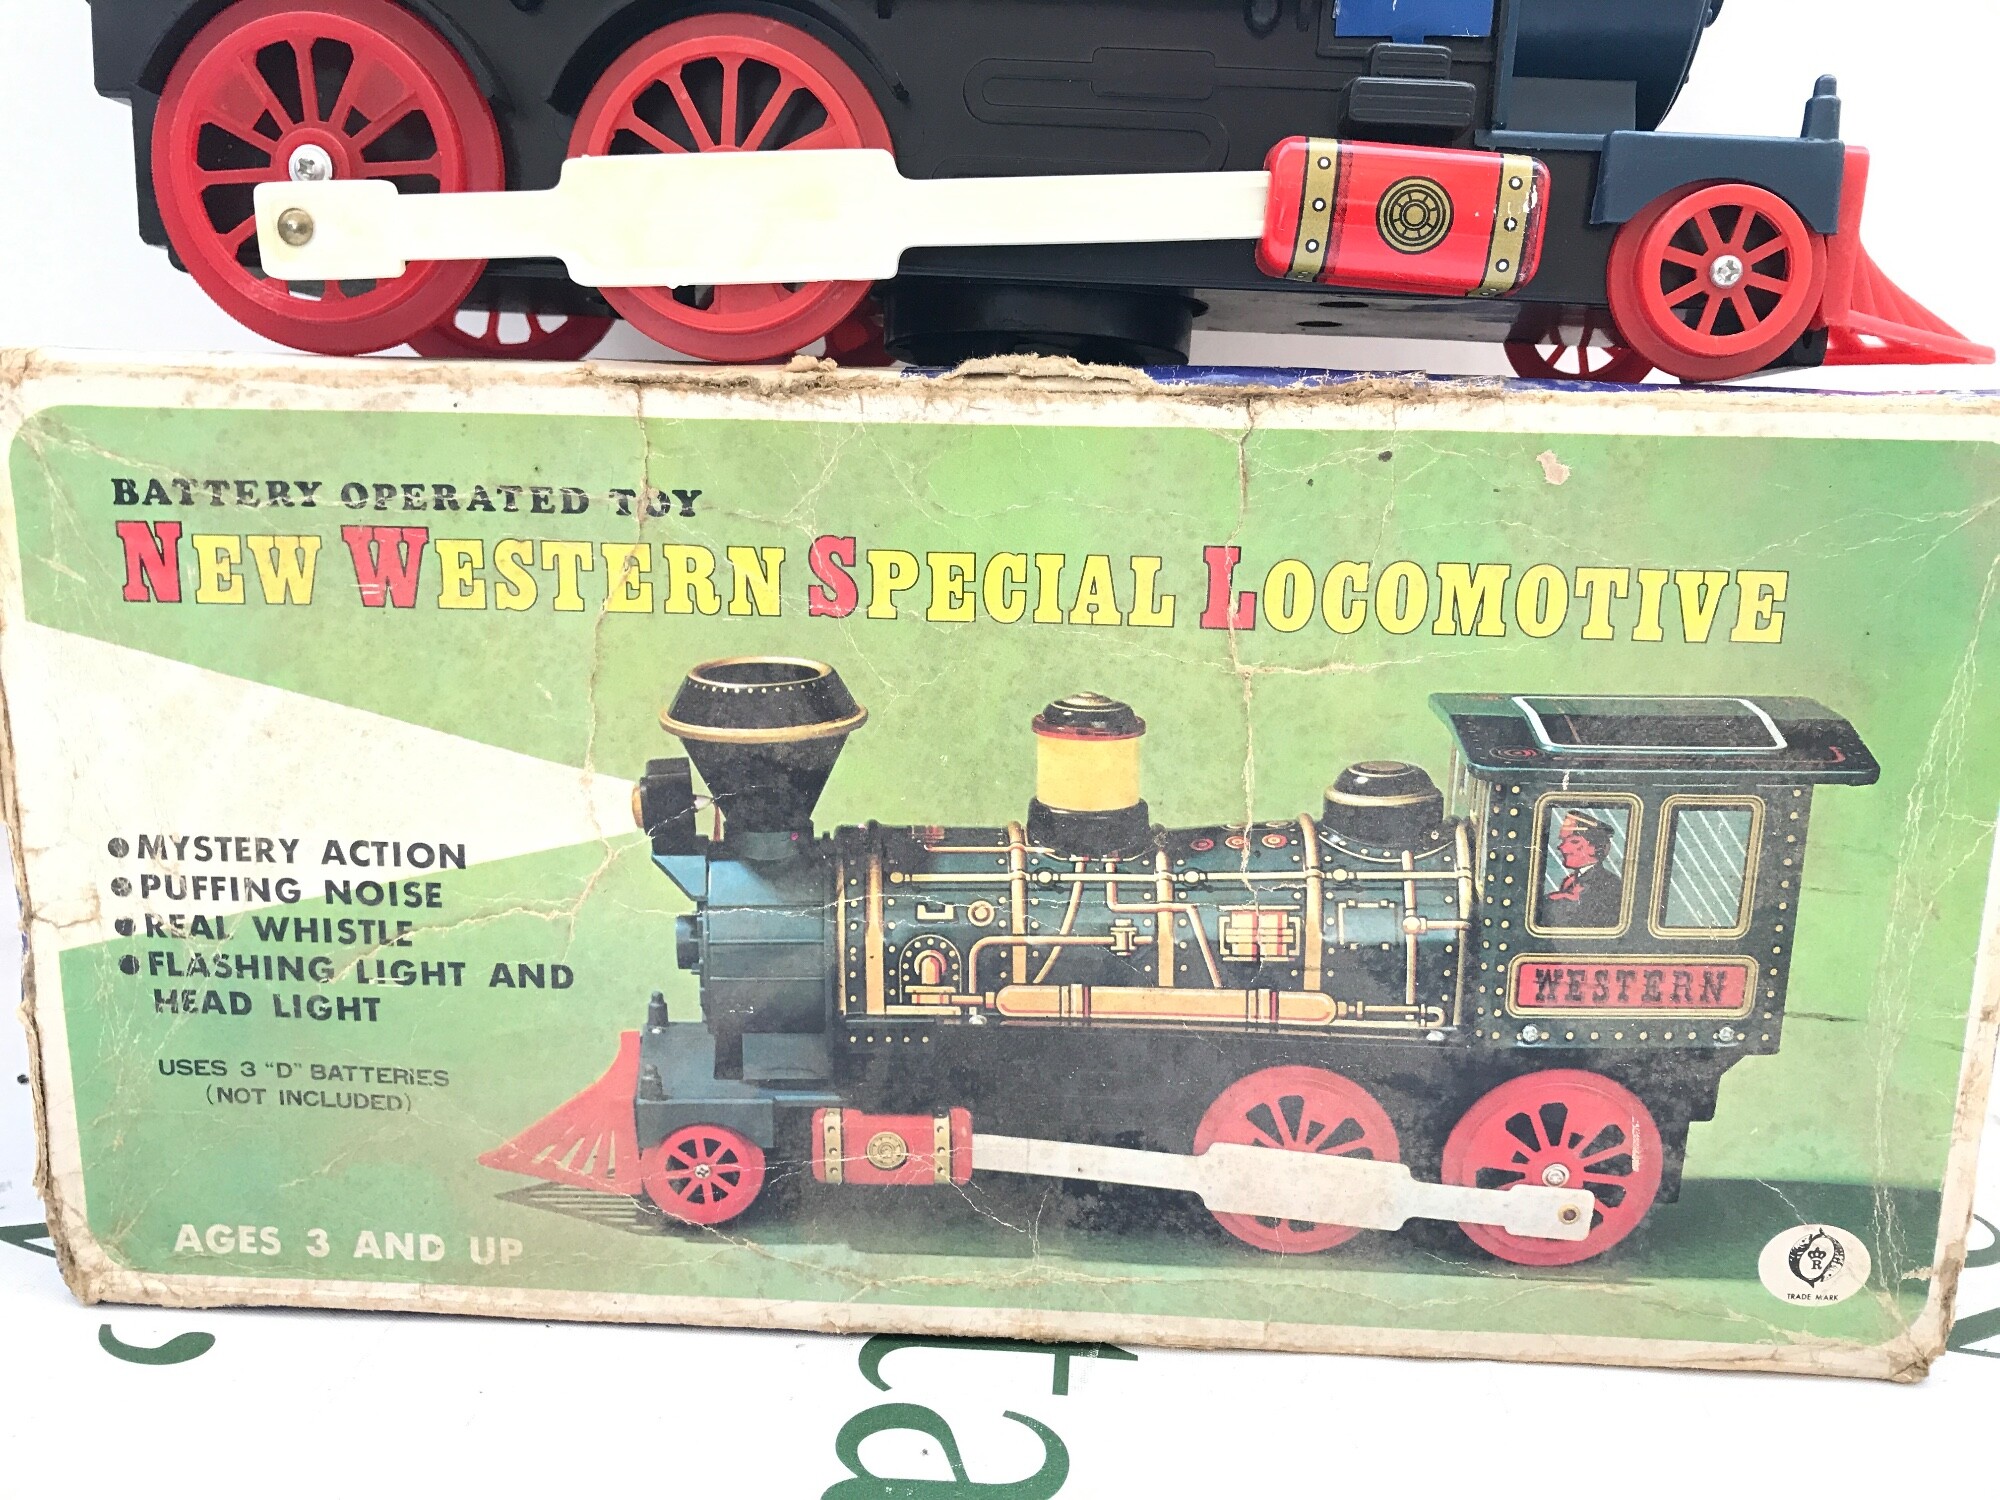 BATTERY OPERATED TOY
NEW WESTERN SPECIAL LOCOMOTIVE
● MYSTERY ACTION
● PUFFING NOISE
● REAL WHISTLE
● FLASHING LIGHT AND
HEAD LIGHT
USES 3 "D" BATTERIES
(NOT INCLUDED)
AGES 3 AND UP
WESTERN
R
TRADE MARK
s
ta